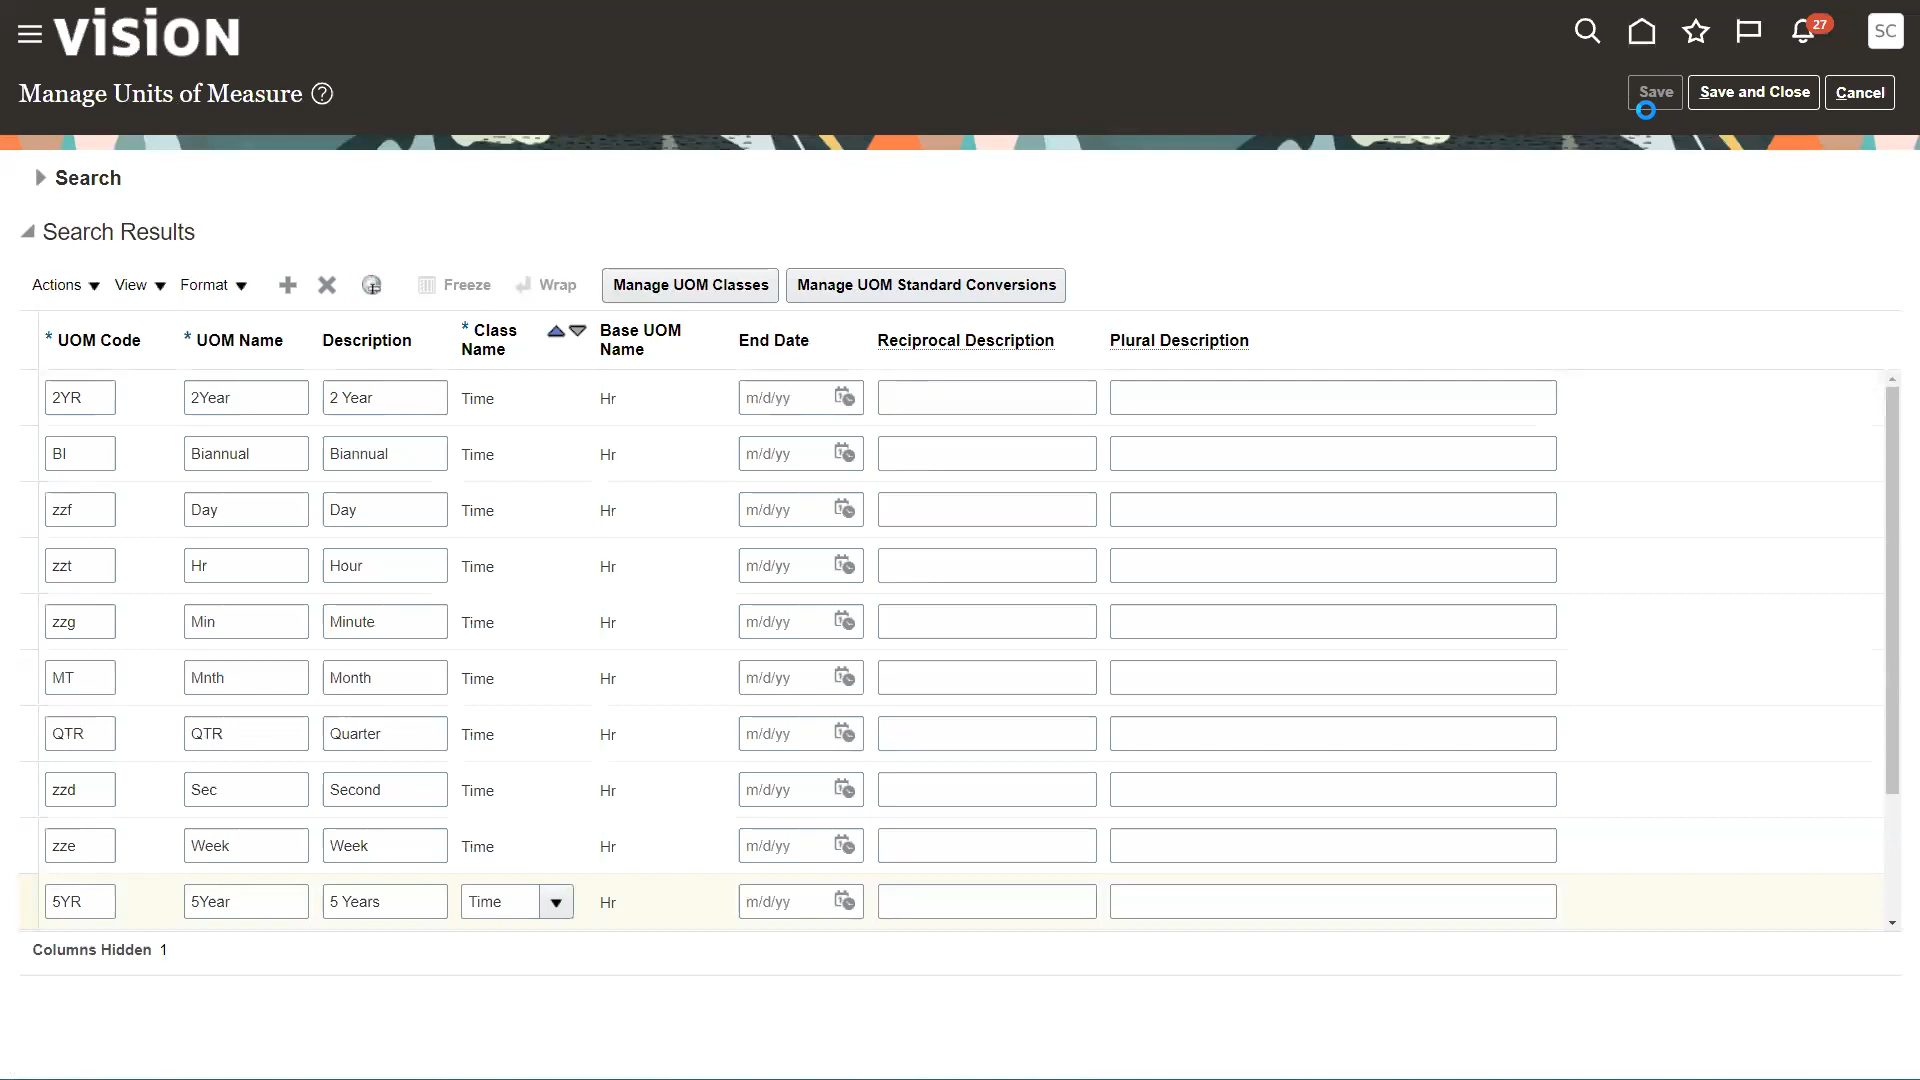 vision
27
SC
Manage Units of Measure ?
Save Save and Close Cancel
Search
Search Results
Actions View Format Freeze Wrap Manage UOM Classes Manage UOM Standard Conversions
* UOM Code * UOM Name Description * Class Name Base UOM Name End Date Reciprocal Description Plural Description
2YR 2Year 2 Year Time Hr m/d/yy
BI Biannual Biannual Time Hr m/d/yy
zzf Day Day Time Hr m/d/yy
zzt Hr Hour Time Hr m/d/yy
zzg Min Minute Time Hr m/d/yy
MT Mnth Month Time Hr m/d/yy
QTR QTR Quarter Time Hr m/d/yy
zzd Sec Second Time Hr m/d/yy
zze Week Week Time Hr m/d/yy
5YR 5Year 5 Years Time Hr m/d/yy
Columns Hidden 1